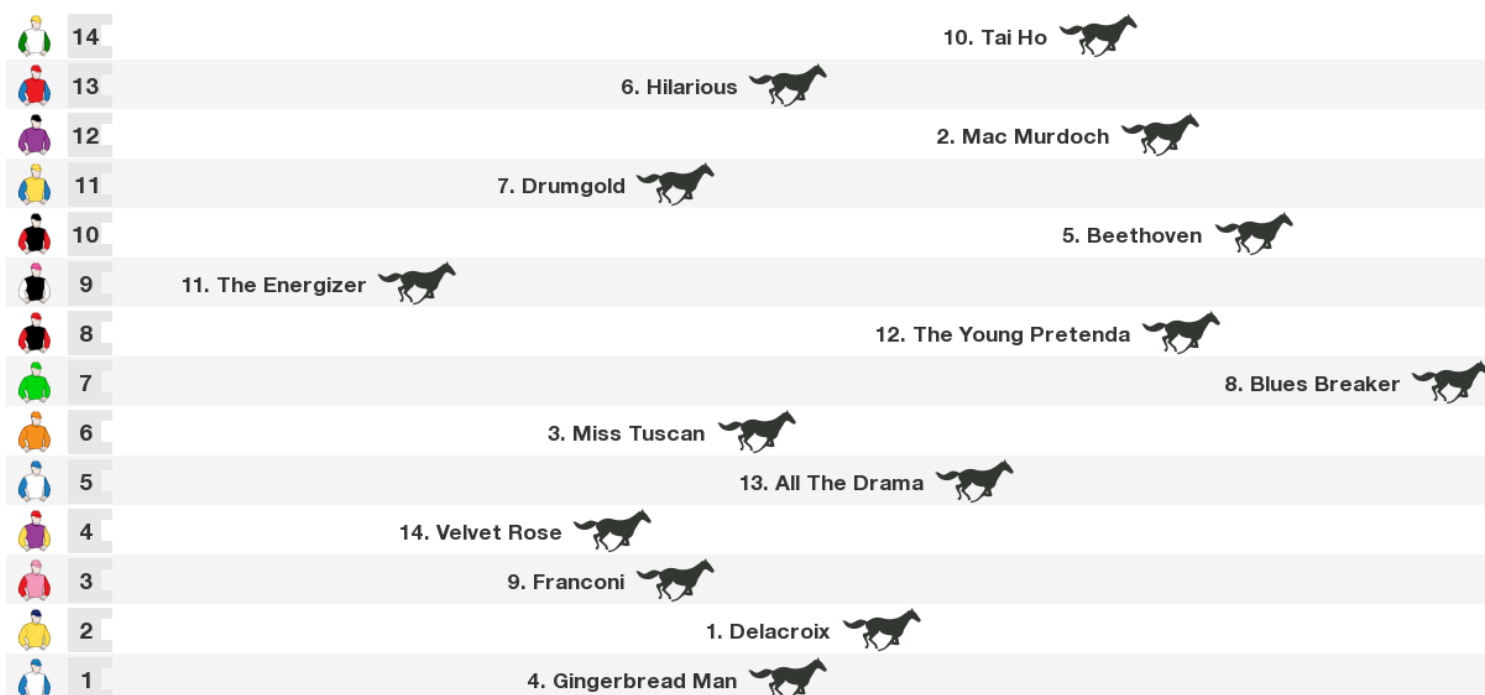 14 10. Tai Ho
13 6. Hilarious
12 2. Mac Murdoch
11 7. Drumgold
10 5. Beethoven
9 11. The Energizer
8 12. The Young Pretenda
7 8. Blues Breaker
6 3. Miss Tuscan
5 13. All The Drama
4 14. Velvet Rose
3 9. Franconi
2 1. Delacroix
1 4. Gingerbread Man